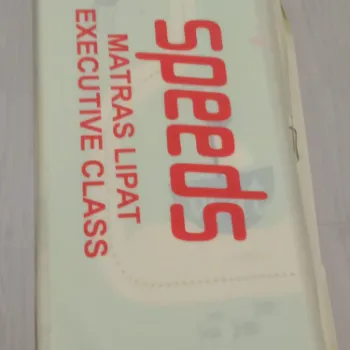 speeds
MATRAS LIPAT
EXECUTIVE CLASS